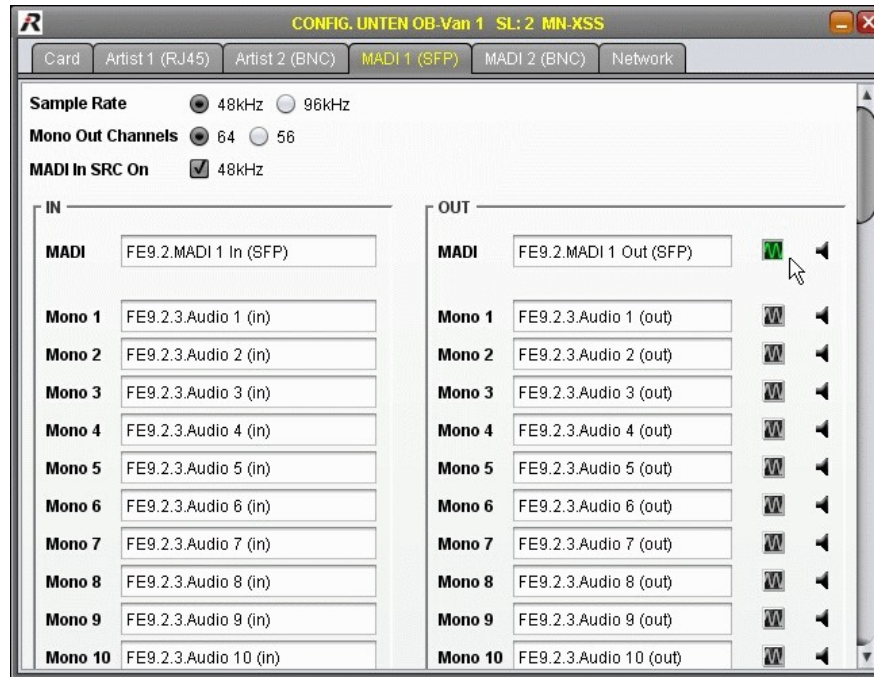 CONFIG. UNTEN OB-Van 1 SL: 2 MN-XSS
Card Artist 1 (RJ45) Artist 2 (BNC) MADI 1 (SFP) MADI 2 (BNC) Network
Sample Rate 48kHz 96kHz
Mono Out Channels 64 56
MADI In SRC On 48kHz
IN OUT
MADI FE9.2.MADI 1 In (SFP) MADI FE9.2.MADI 1 Out (SFP)
Mono 1 FE9.2.3.Audio 1 (in) Mono 1 FE9.2.3.Audio 1 (out)
Mono 2 FE9.2.3.Audio 2 (in) Mono 2 FE9.2.3.Audio 2 (out)
Mono 3 FE9.2.3.Audio 3 (in) Mono 3 FE9.2.3.Audio 3 (out)
Mono 4 FE9.2.3.Audio 4 (in) Mono 4 FE9.2.3.Audio 4 (out)
Mono 5 FE9.2.3.Audio 5 (in) Mono 5 FE9.2.3.Audio 5 (out)
Mono 6 FE9.2.3.Audio 6 (in) Mono 6 FE9.2.3.Audio 6 (out)
Mono 7 FE9.2.3.Audio 7 (in) Mono 7 FE9.2.3.Audio 7 (out)
Mono 8 FE9.2.3.Audio 8 (in) Mono 8 FE9.2.3.Audio 8 (out)
Mono 9 FE9.2.3.Audio 9 (in) Mono 9 FE9.2.3.Audio 9 (out)
Mono 10 FE9.2.3.Audio 10 (in) Mono 10 FE9.2.3.Audio 10 (out)